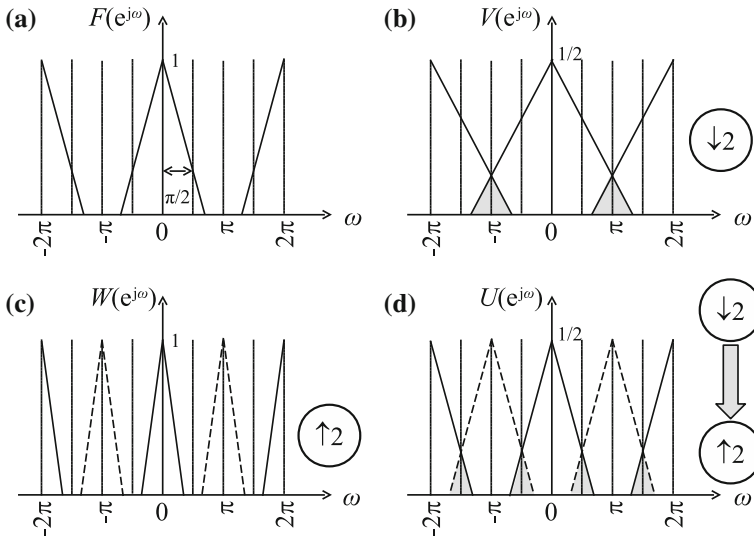 (a) F(e^jω)
1
π/2
-2π -π 0 π 2π ω
(b) V(e^jω)
1/2
↓2
-2π -π 0 π 2π ω
(c) W(e^jω)
1
↑2
-2π -π 0 π 2π ω
(d) U(e^jω)
1/2
↓2
↑2
-2π -π 0 π 2π ω